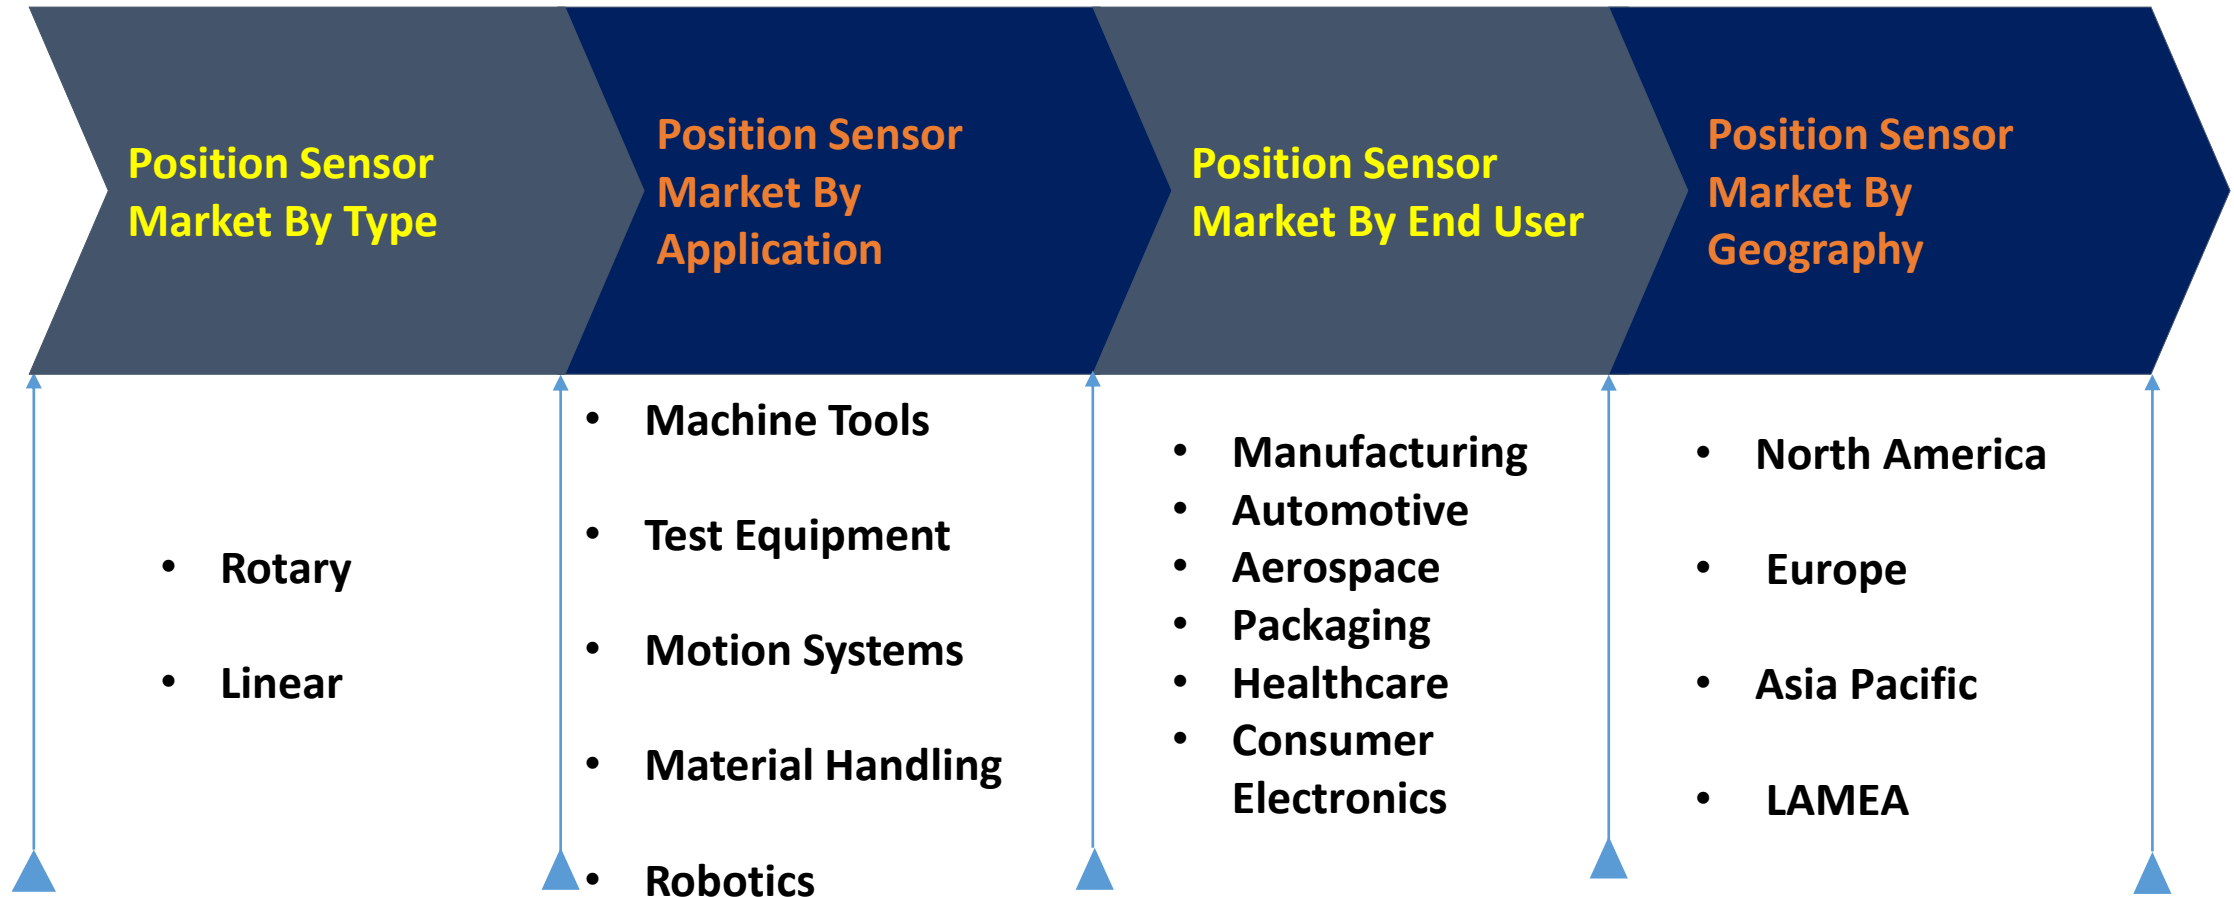 Position Sensor
Market By Type
Position Sensor
Market By
Application
Position Sensor
Market By End User
Position Sensor
Market By
Geography
• Rotary
• Linear
• Machine Tools
• Test Equipment
• Motion Systems
• Material Handling
• Robotics
• Manufacturing
• Automotive
• Aerospace
• Packaging
• Healthcare
• Consumer
Electronics
• North America
• Europe
• Asia Pacific
• LAMEA